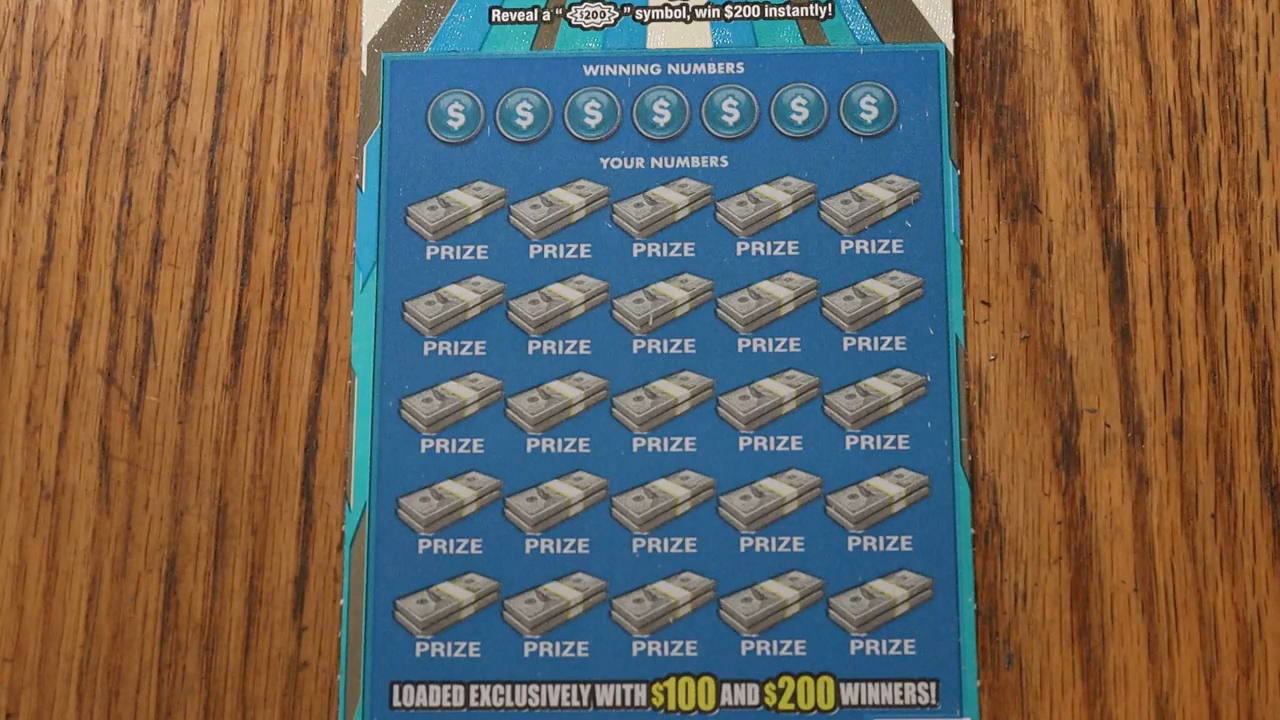 Reveal a " $200 " symbol, win $200 instantly!
WINNING NUMBERS
$ $ $ $ $ $ $
YOUR NUMBERS
PRIZE PRIZE PRIZE PRIZE PRIZE
PRIZE PRIZE PRIZE PRIZE PRIZE
PRIZE PRIZE PRIZE PRIZE PRIZE
PRIZE PRIZE PRIZE PRIZE PRIZE
PRIZE PRIZE PRIZE PRIZE PRIZE
LOADED EXCLUSIVELY WITH $100 AND $200 WINNERS!